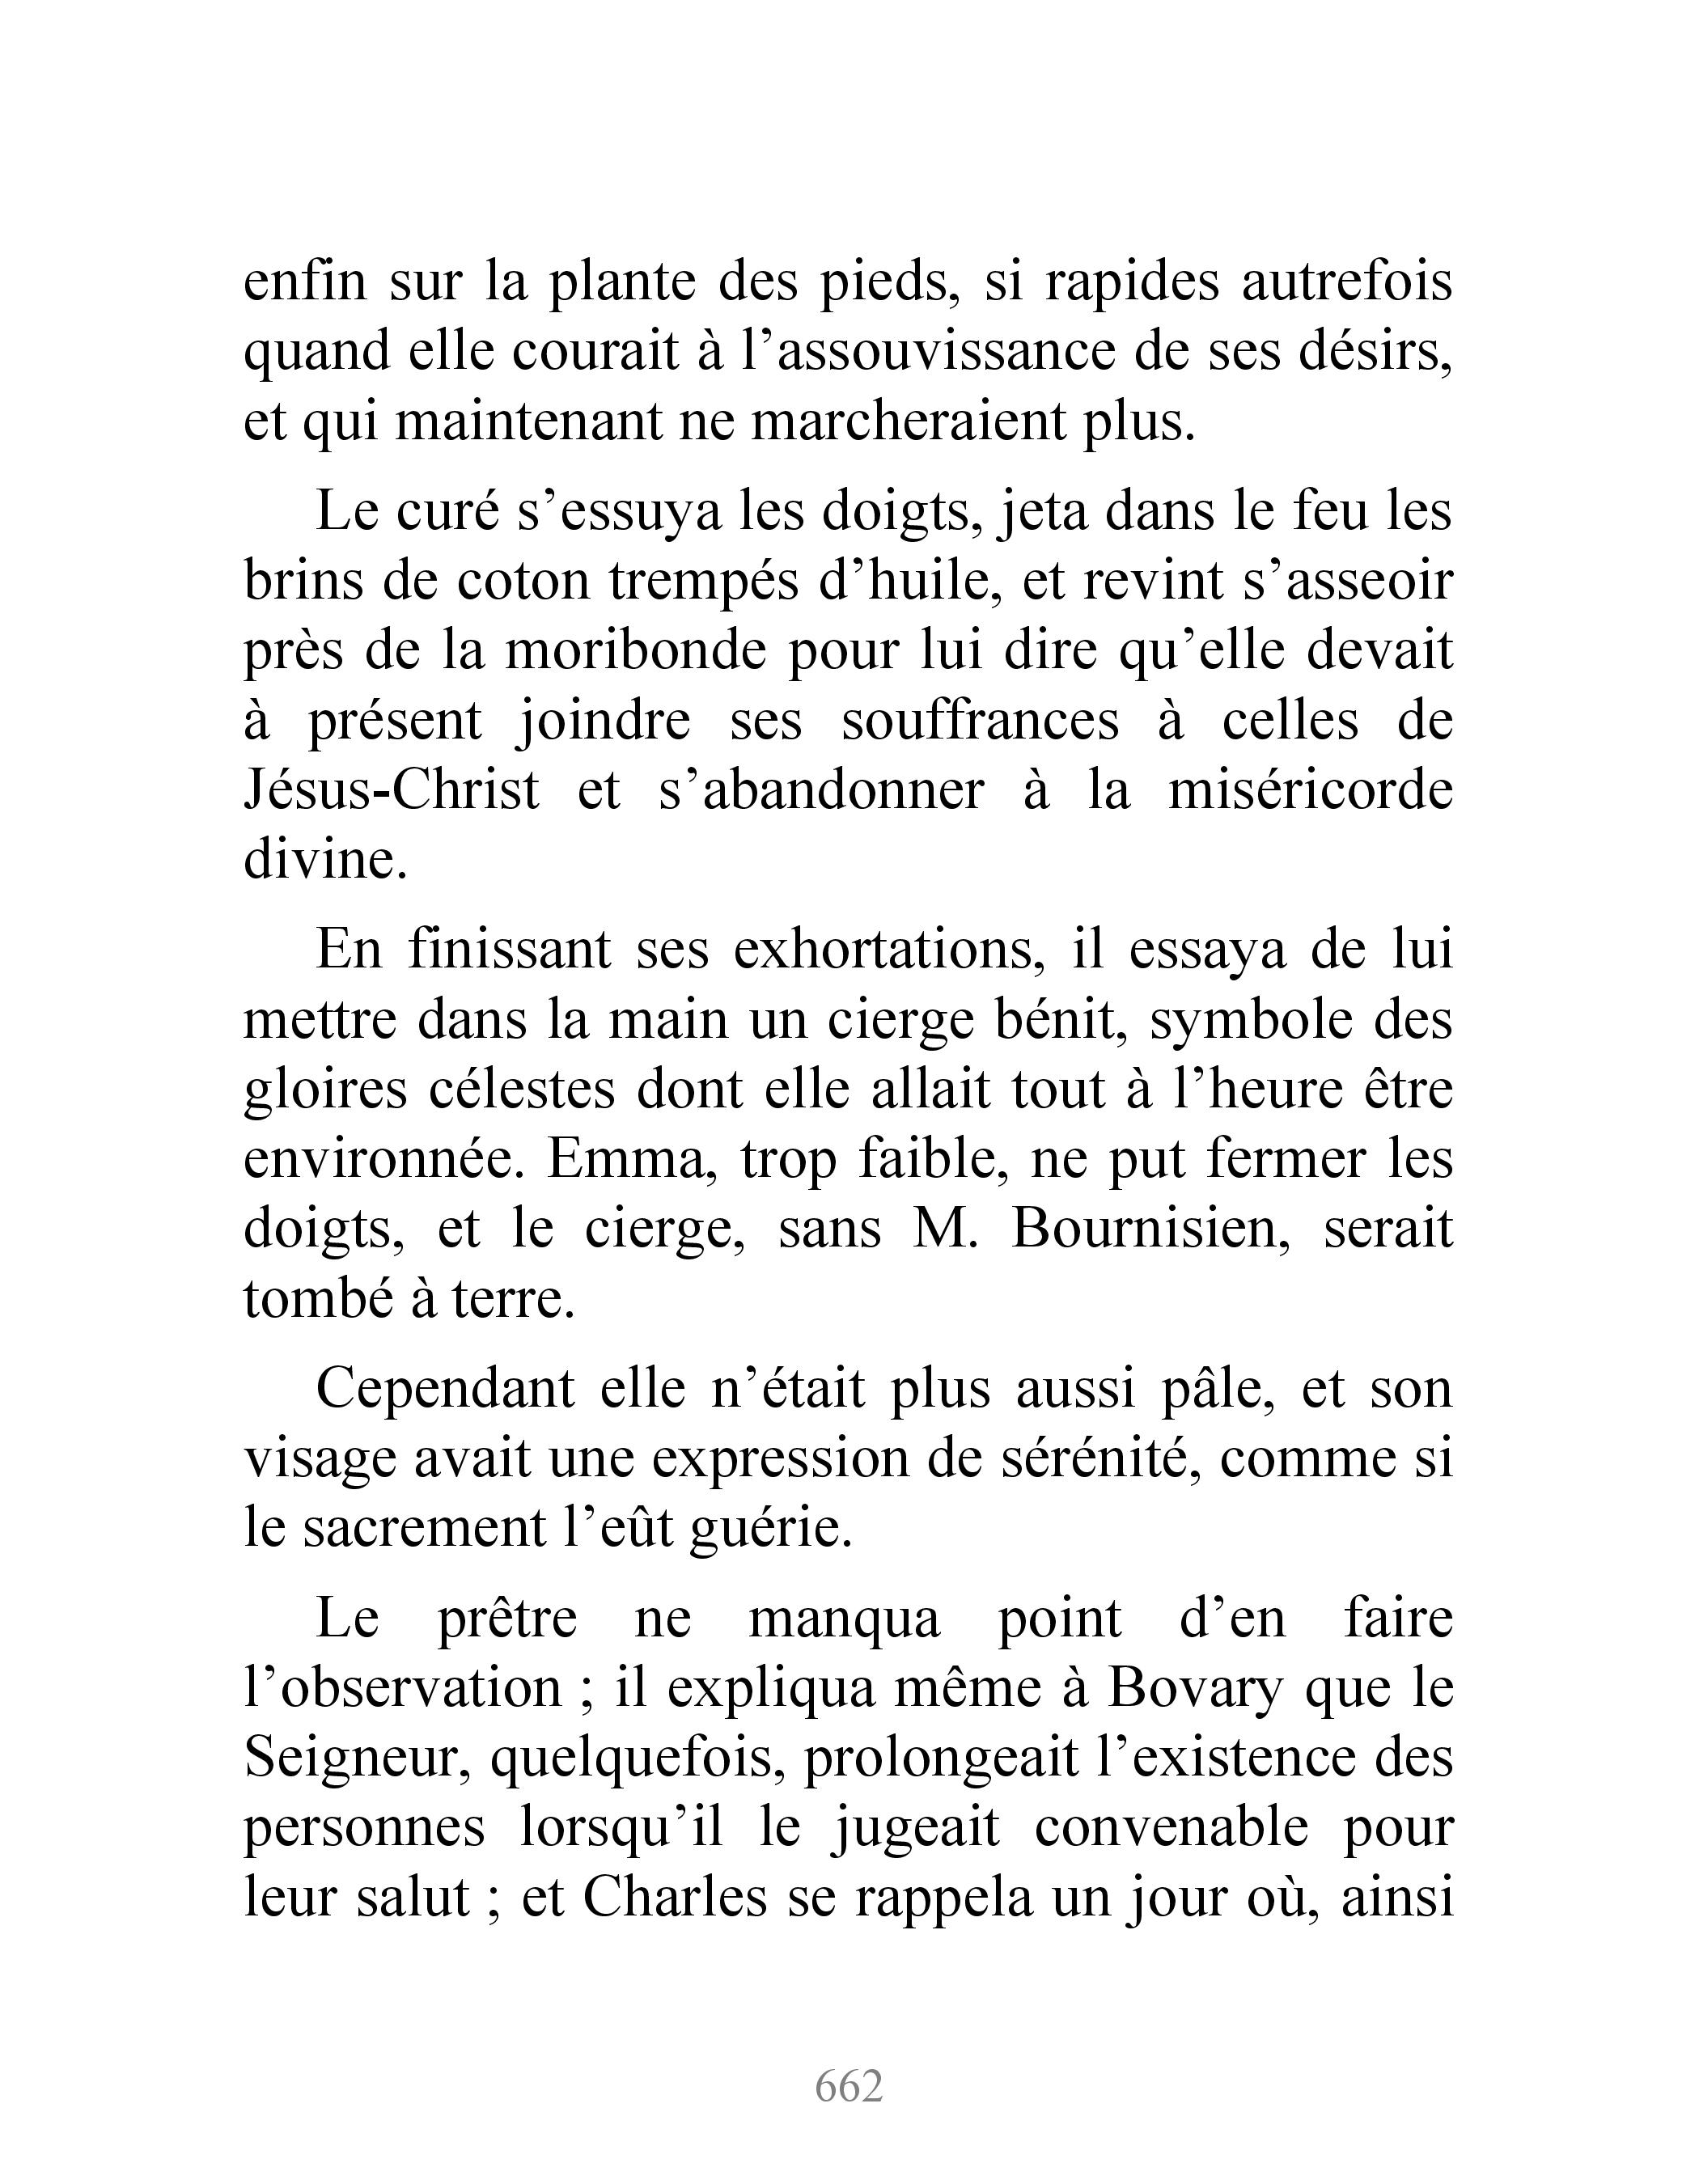 enfin sur la plante des pieds, si rapides autrefois
quand elle courait à l’assouvissance de ses désirs,
et qui maintenant ne marcheraient plus.
Le curé s’essuya les doigts, jeta dans le feu les
brins de coton trempés d’huile, et revint s’asseoir
près de la moribonde pour lui dire qu’elle devait
à présent joindre ses souffrances à celles de
Jésus-Christ et s’abandonner à la miséricorde
divine.
En finissant ses exhortations, il essaya de lui
mettre dans la main un cierge bénit, symbole des
gloires célestes dont elle allait tout à l’heure être
environnée. Emma, trop faible, ne put fermer les
doigts, et le cierge, sans M. Bournisien, serait
tombé à terre.
Cependant elle n’était plus aussi pâle, et son
visage avait une expression de sérénité, comme si
le sacrement l’eût guérie.
Le prêtre ne manqua point d’en faire
l’observation ; il expliqua même à Bovary que le
Seigneur, quelquefois, prolongeait l’existence des
personnes lorsqu’il le jugeait convenable pour
leur salut ; et Charles se rappela un jour où, ainsi
662